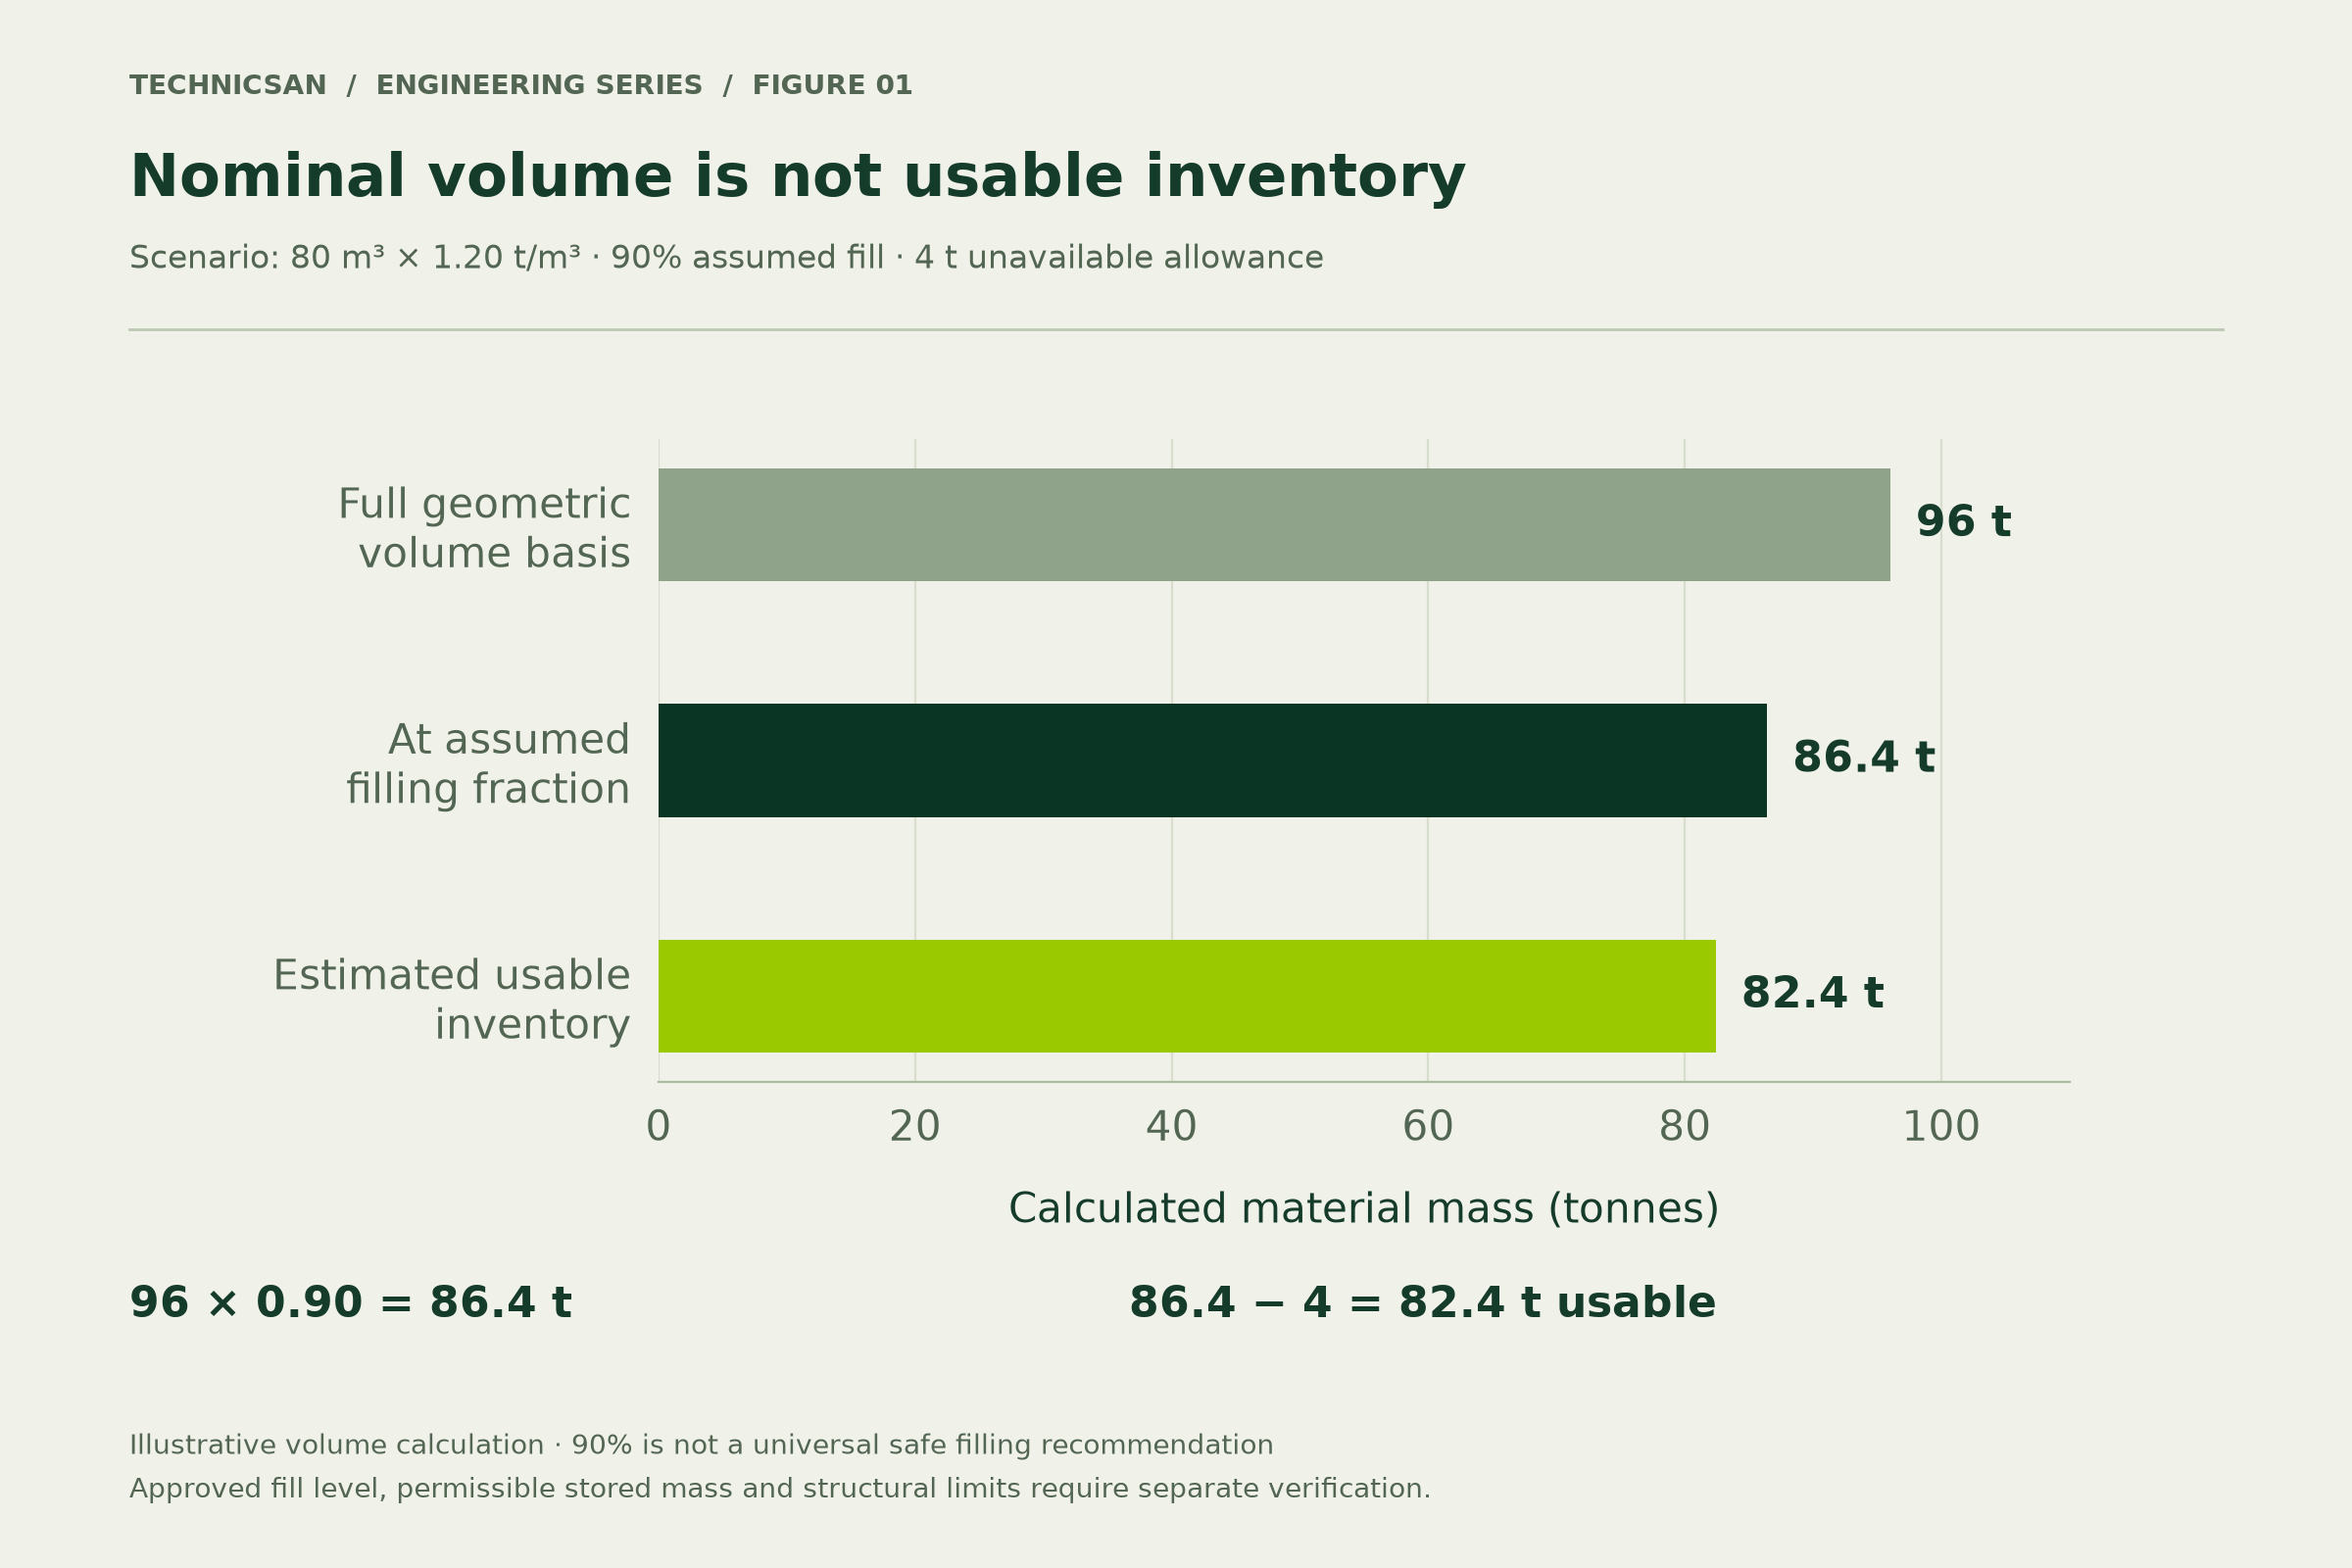 TECHNICSAN / ENGINEERING SERIES / FIGURE 01
Nominal volume is not usable inventory
Scenario: 80 m³ × 1.20 t/m³ · 90% assumed fill · 4 t unavailable allowance
Full geometric
volume basis
96 t
At assumed
filling fraction
86.4 t
Estimated usable
inventory
82.4 t
0 20 40 60 80 100
Calculated material mass (tonnes)
96 × 0.90 = 86.4 t
86.4 − 4 = 82.4 t usable
Illustrative volume calculation · 90% is not a universal safe filling recommendation
Approved fill level, permissible stored mass and structural limits require separate verification.